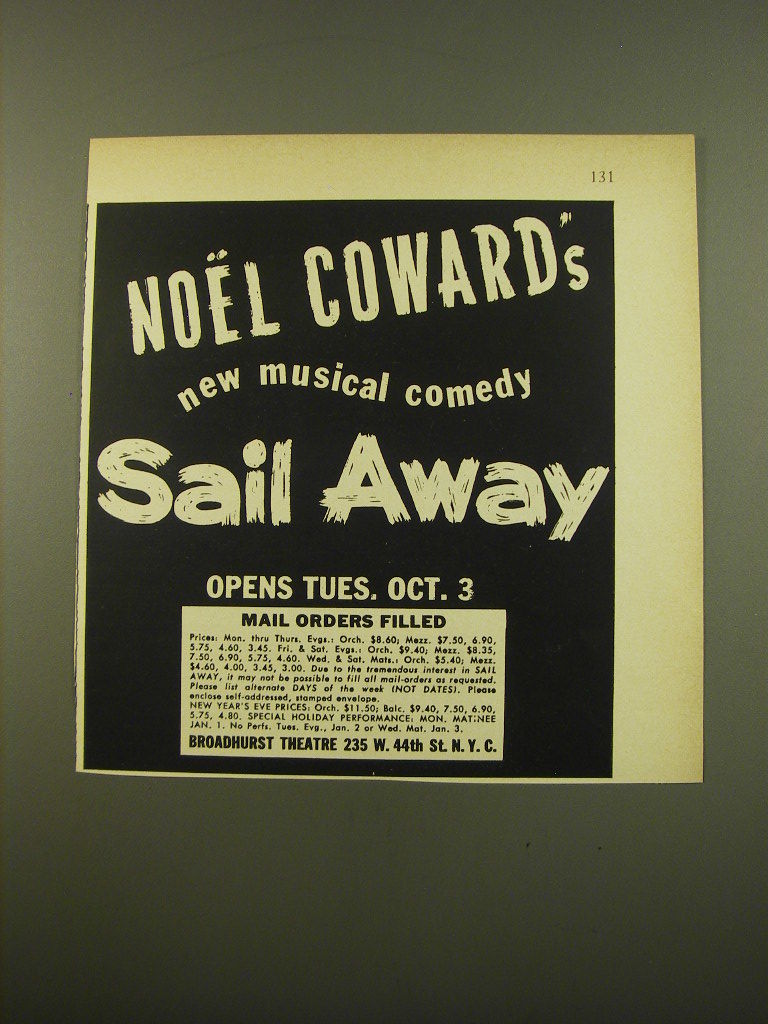 131
NOËL COWARD's
new musical comedy
Sail Away
OPENS TUES. OCT. 3
MAIL ORDERS FILLED
Prices: Mon. thru Thurs. Evgs.: Orch. $8.60; Mezz. $7.50, 6.90,
5.75, 4.60, 3.45. Fri. & Sat. Evgs.: Orch. $9.40; Mezz. $8.35,
7.50, 6.90, 5.75, 4.60. Wed. & Sat. Mats.: Orch. $5.40; Mezz.
$4.60, 4.00, 3.45, 3.00. Due to the tremendous interest in SAIL
AWAY, it may not be possible to fill all mail-orders as requested.
Please list alternate DAYS of the week (NOT DATES). Please
enclose self-addressed, stamped envelope.
NEW YEAR'S EVE PRICES: Orch. $11.50; Balc. $9.40, 7.50, 6.90,
5.75, 4.80. SPECIAL HOLIDAY PERFORMANCE: MON. MATINEE
JAN. 1. No Perfs. Tues. Evg., Jan. 2 or Wed. Mat. Jan. 3.
BROADHURST THEATRE 235 W. 44th St. N. Y. C.